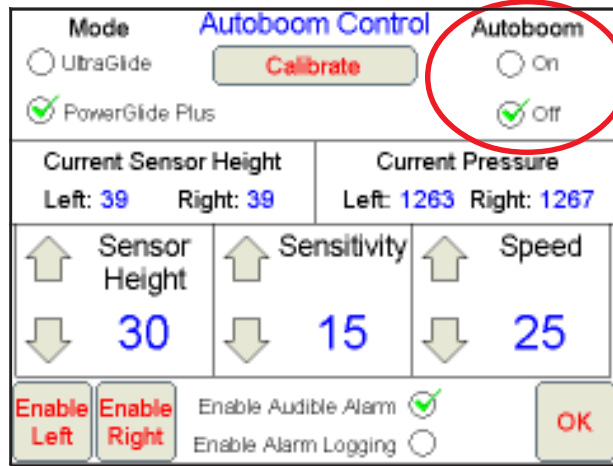 Mode
Autoboom Control
Autoboom
UltraGlide
Calibrate
On
PowerGlide Plus
Off
Current Sensor Height
Current Pressure
Left: 39 Right: 39
Left: 1263 Right: 1267
Sensor Height
Sensitivity
Speed
30
15
25
Enable Left
Enable Right
Enable Audible Alarm
Enable Alarm Logging
OK